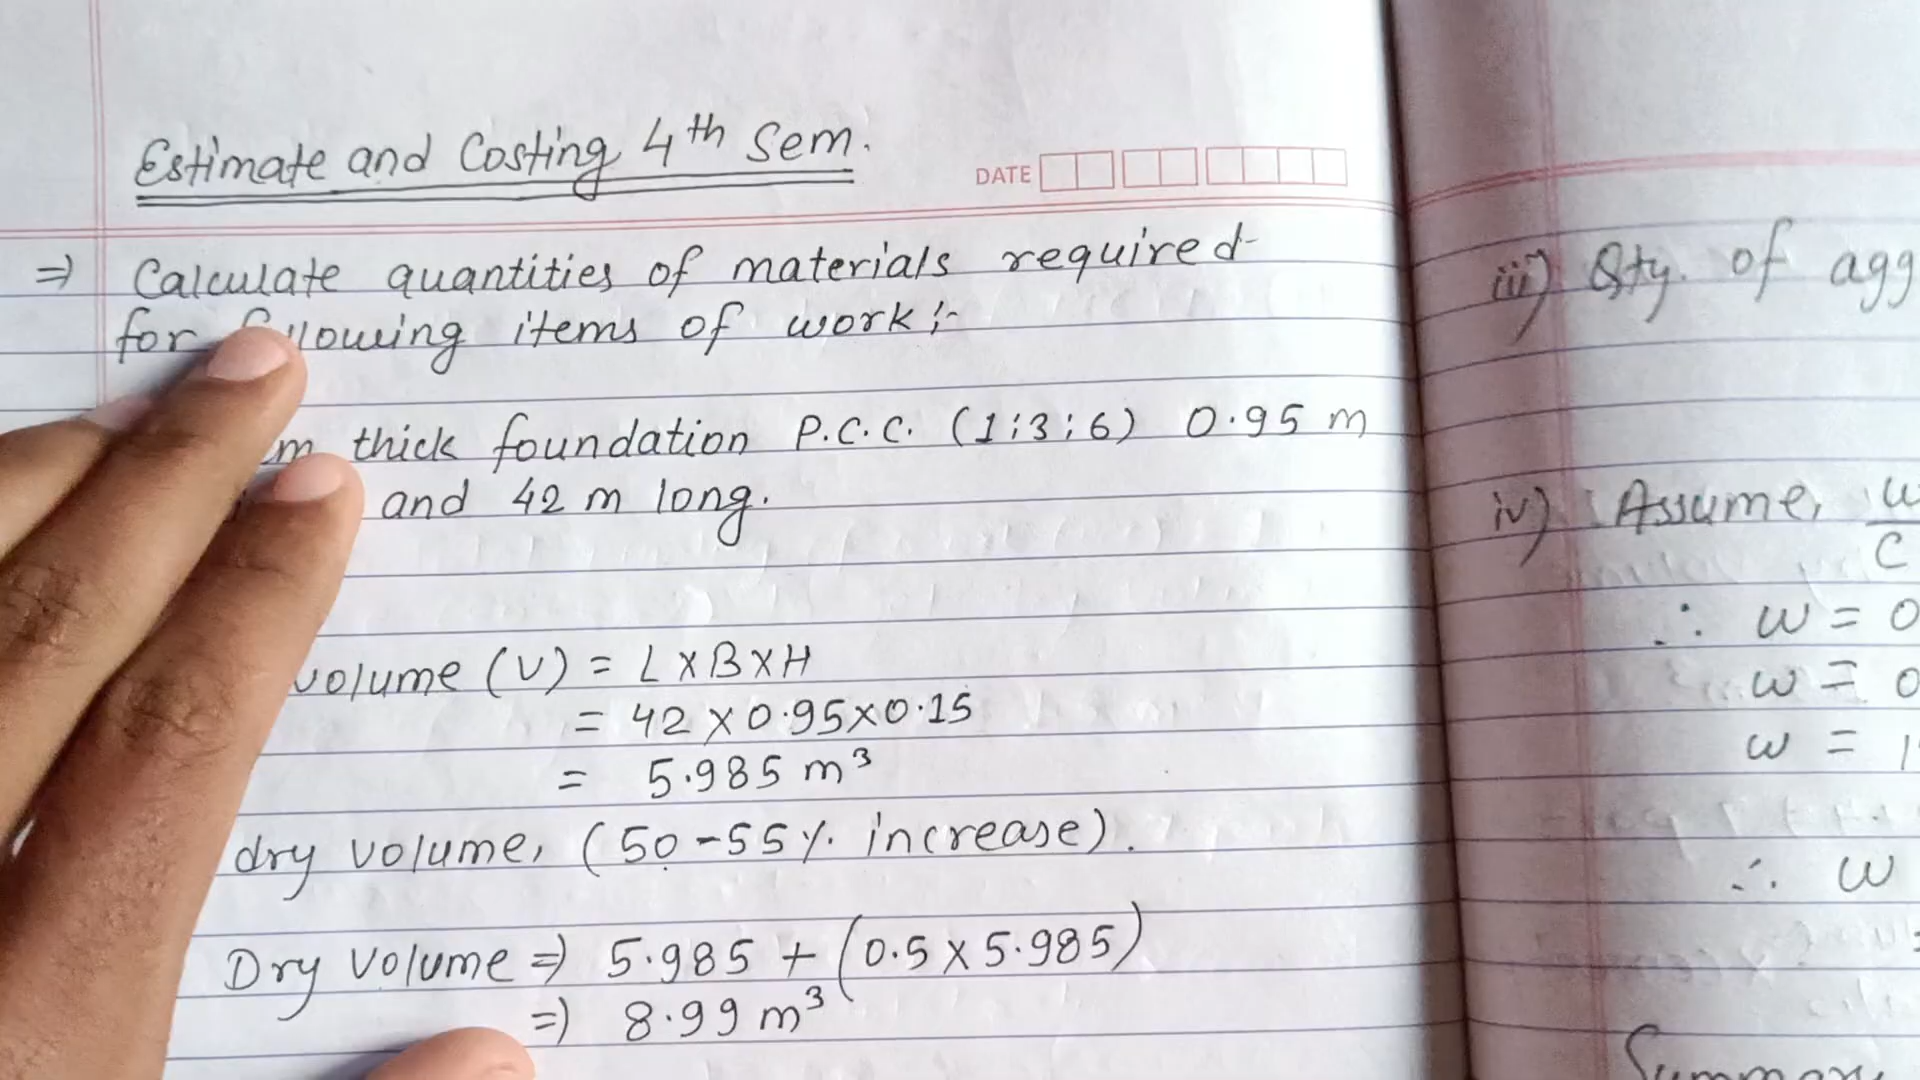 Estimate and Costing 4th Sem.
DATE
⇒ Calculate quantities of materials required
for following items of work:-
m thick foundation P.C.C. (1:3:6) 0.95 m
and 42 m long.
volume (V) = L×B×H
= 42×0.95×0.15
= 5.985 m³
dry volume, (50-55% increase).
Dry volume ⇒ 5.985 + (0.5×5.985)
⇒ 8.99 m³
iii) Qty. of agg
iv) Assume, w
C
∴ w = 0
w = 0
w = 1
∴ w
=
Summary